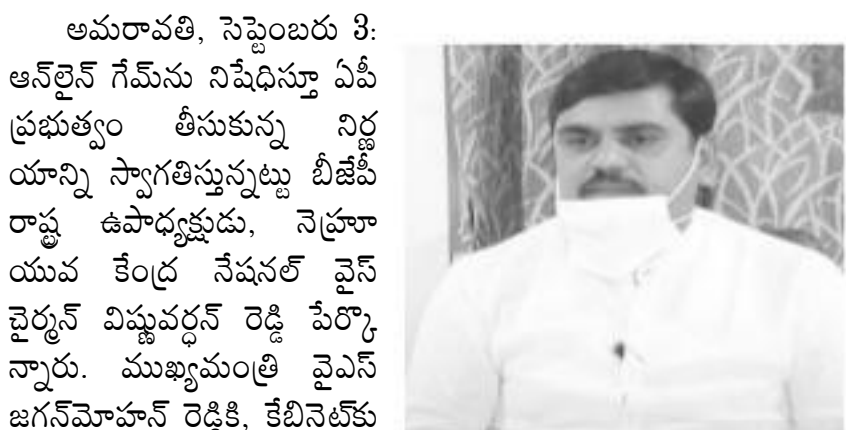 అమరావతి, సెప్టెంబరు 3:
ఆన్‌లైన్ గేమ్‌ను నిషేధిస్తూ ఏపీ
ప్రభుత్వం తీసుకున్న నిర్ణ
యాన్ని స్వాగతిస్తున్నట్టు బీజేపీ
రాష్ట్ర ఉపాధ్యక్షుడు, నెహ్రూ
యువ కేంద్ర నేషనల్ వైస్
చైర్మన్ విష్ణువర్ధన్ రెడ్డి పేర్కొ
న్నారు. ముఖ్యమంత్రి వైఎస్
జగన్‌మోహన్ రెడ్డికి, కేబినెట్‌కు